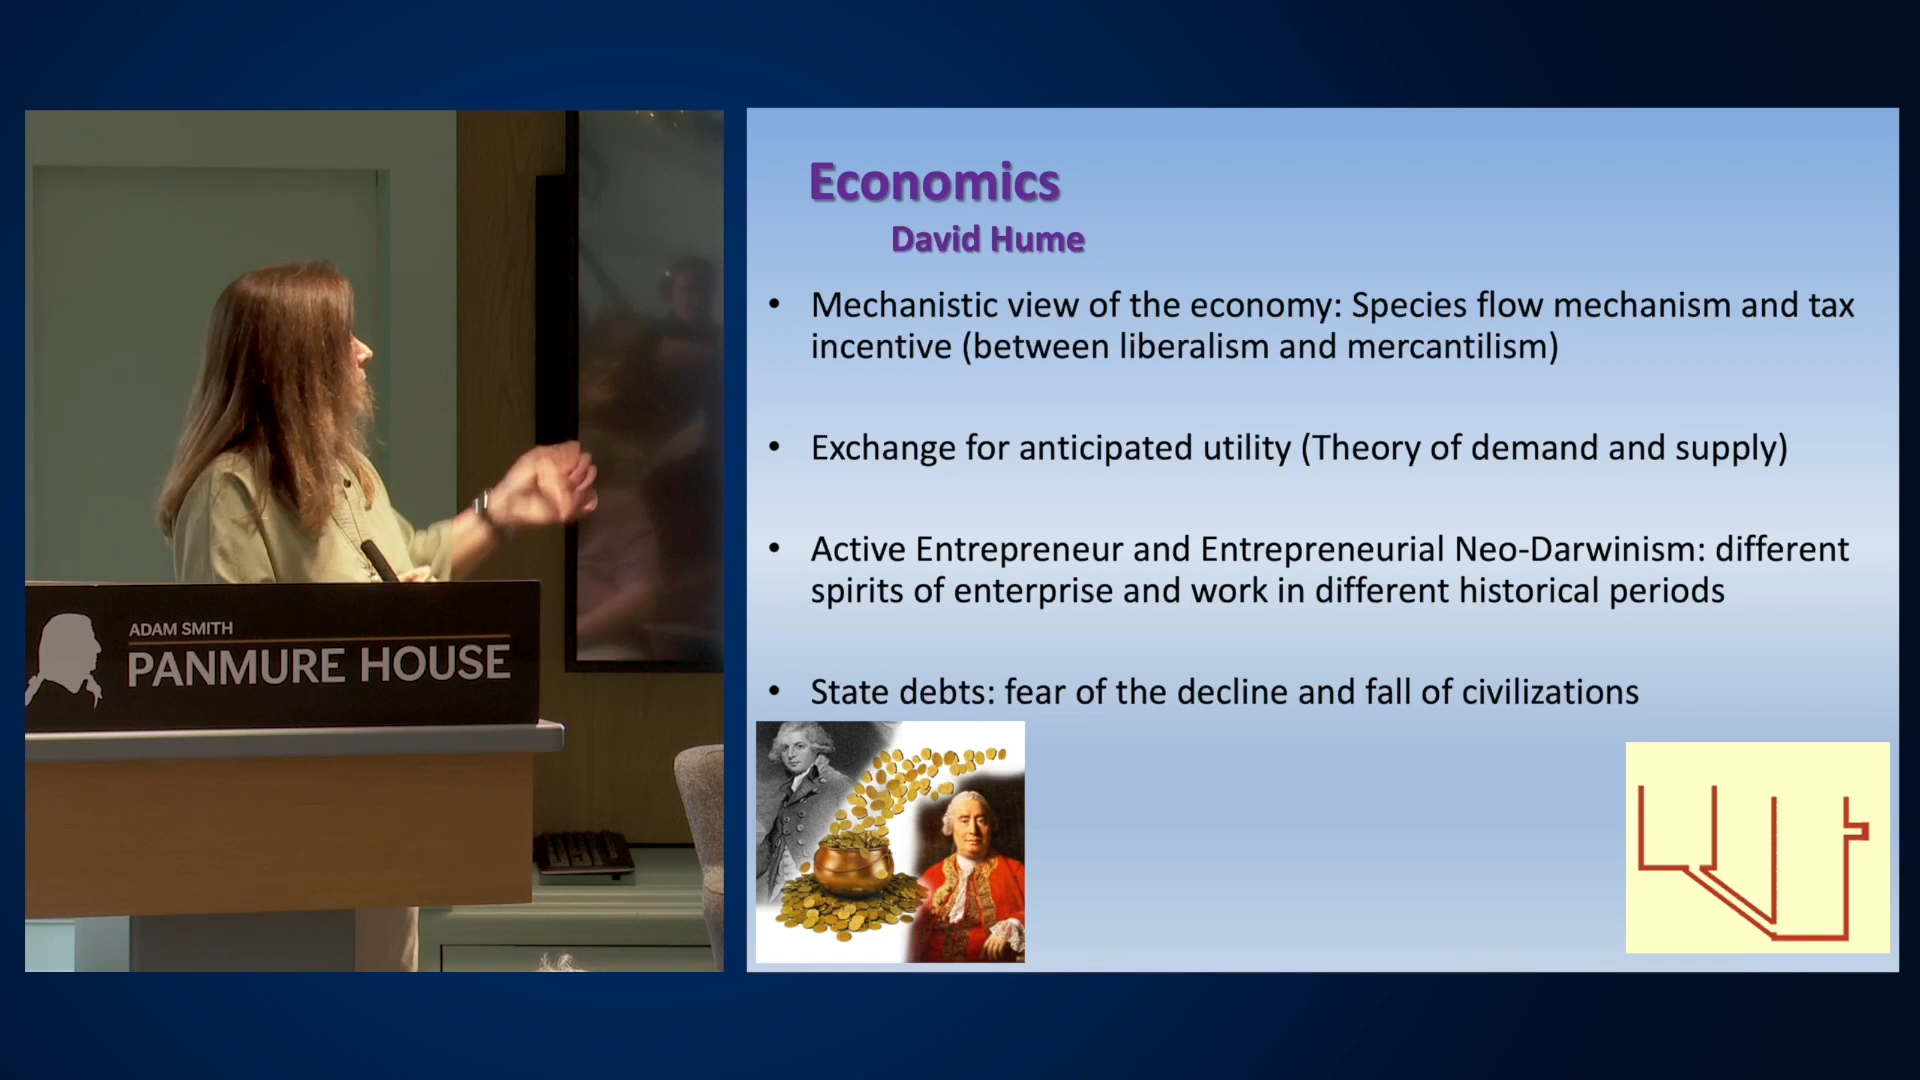 ADAM SMITH
PANMURE HOUSE
Economics
David Hume
• Mechanistic view of the economy: Species flow mechanism and tax
incentive (between liberalism and mercantilism)
• Exchange for anticipated utility (Theory of demand and supply)
• Active Entrepreneur and Entrepreneurial Neo-Darwinism: different
spirits of enterprise and work in different historical periods
• State debts: fear of the decline and fall of civilizations